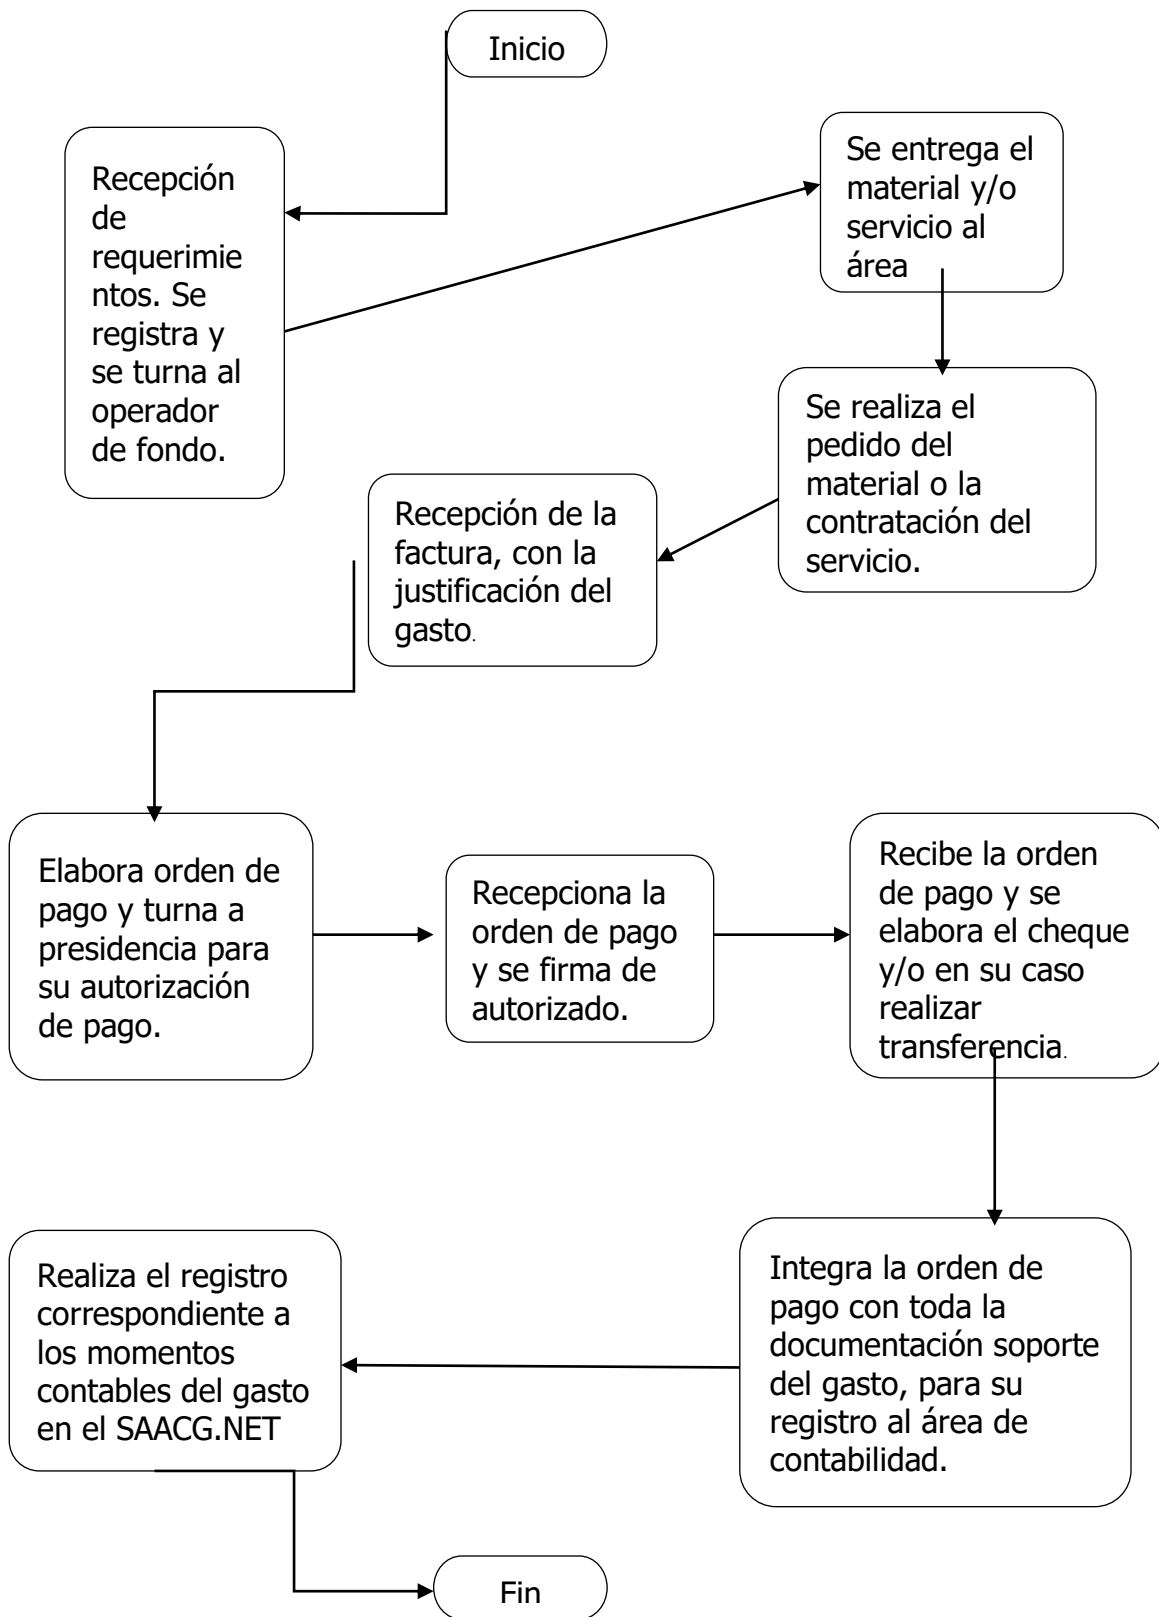 Inicio
Recepción
de
requerimie
ntos. Se
registra y
se turna al
operador
de fondo.
Se entrega el
material y/o
servicio al
área
Se realiza el
pedido del
material o la
contratación del
servicio.
Recepción de la
factura, con la
justificación del
gasto.
Elabora orden de
pago y turna a
presidencia para
su autorización
de pago.
Recepciona la
orden de pago
y se firma de
autorizado.
Recibe la orden
de pago y se
elabora el cheque
y/o en su caso
realizar
transferencia.
Integra la orden de
pago con toda la
documentación soporte
del gasto, para su
registro al área de
contabilidad.
Realiza el registro
correspondiente a
los momentos
contables del gasto
en el SAACG.NET
Fin